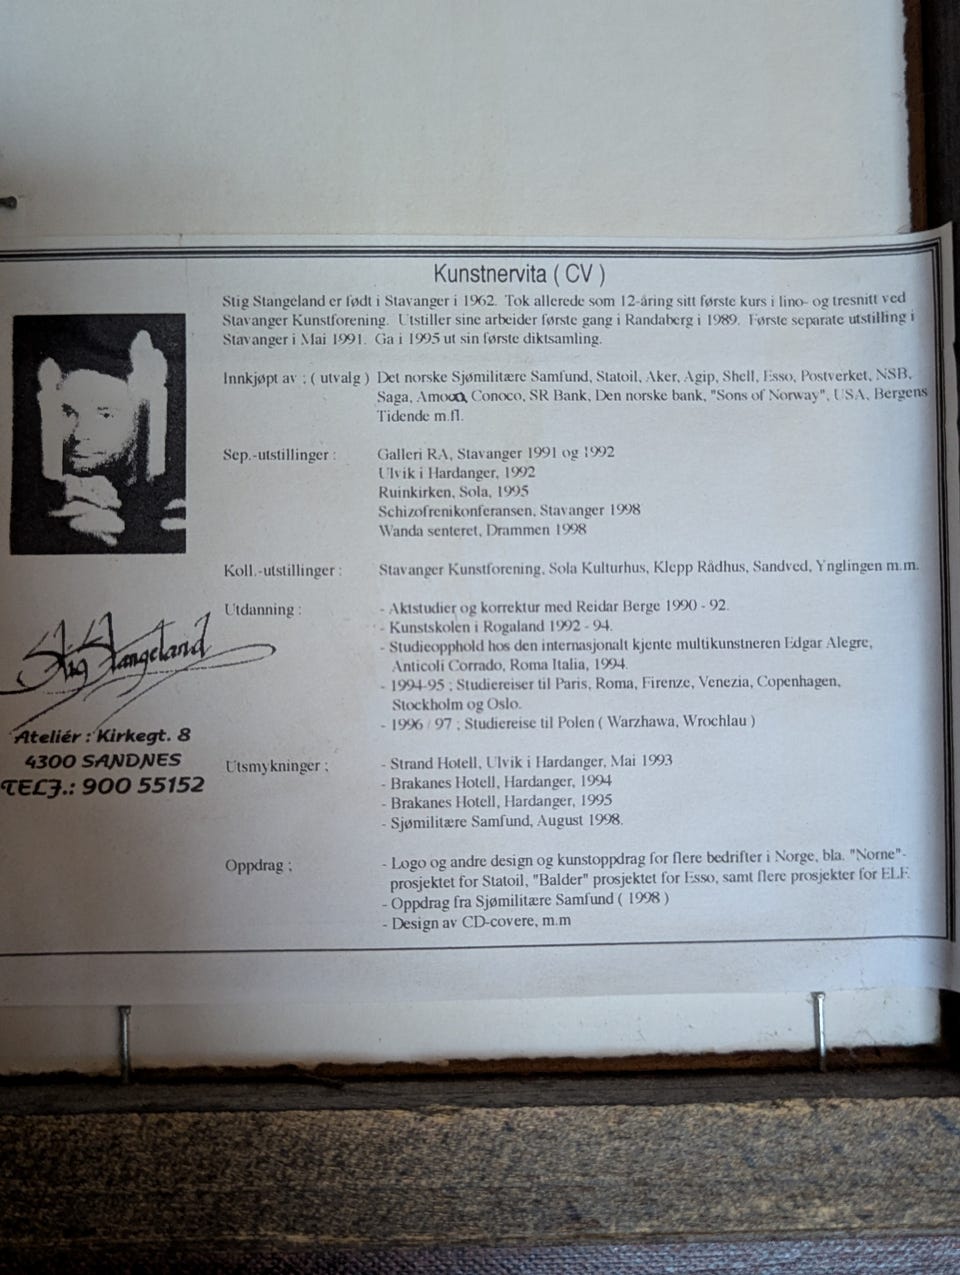 Kunstnervita ( CV )
Stig Stangeland er født i Stavanger i 1962. Tok allerede som 12-åring sitt første kurs i lino- og tresnitt ved
Stavanger Kunstforening. Utstiller sine arbeider første gang i Randaberg i 1989. Første separate utstilling i
Stavanger i Mai 1991. Ga i 1995 ut sin første diktsamling.
Innkjøpt av ; ( utvalg ) Det norske Sjømilitære Samfund, Statoil, Aker, Agip, Shell, Esso, Postverket, NSB,
Saga, Amoco, Conoco, SR Bank, Den norske bank, "Sons of Norway", USA, Bergens
Tidende m.fl.
Sep.-utstillinger : Galleri RA, Stavanger 1991 og 1992
Ulvik i Hardanger, 1992
Ruinkirken, Sola, 1995
Schizofrenikonferansen, Stavanger 1998
Wanda senteret, Drammen 1998
Koll.-utstillinger : Stavanger Kunstforening, Sola Kulturhus, Klepp Rådhus, Sandved, Ynglingen m.m.
Utdanning : - Aktstudier og korrektur med Reidar Berge 1990 - 92.
- Kunstskolen i Rogaland 1992 - 94.
- Studieopphold hos den internasjonalt kjente multikunstneren Edgar Alegre,
Anticoli Corrado, Roma Italia, 1994.
- 1994-95 ; Studiereiser til Paris, Roma, Firenze, Venezia, Copenhagen,
Stockholm og Oslo.
- 1996 / 97 ; Studiereise til Polen ( Warzhawa, Wrochlau )
Utsmykninger ; - Strand Hotell, Ulvik i Hardanger, Mai 1993
- Brakanes Hotell, Hardanger, 1994
- Brakanes Hotell, Hardanger, 1995
- Sjømilitære Samfund, August 1998.
Oppdrag ; - Logo og andre design og kunstoppdrag for flere bedrifter i Norge, bla. "Norne"-
prosjektet for Statoil, "Balder" prosjektet for Esso, samt flere prosjekter for ELF.
- Oppdrag fra Sjømilitære Samfund ( 1998 )
- Design av CD-covere, m.m
Stig Stangeland
Ateliér : Kirkegt. 8
4300 SANDNES
TELF.: 900 55152